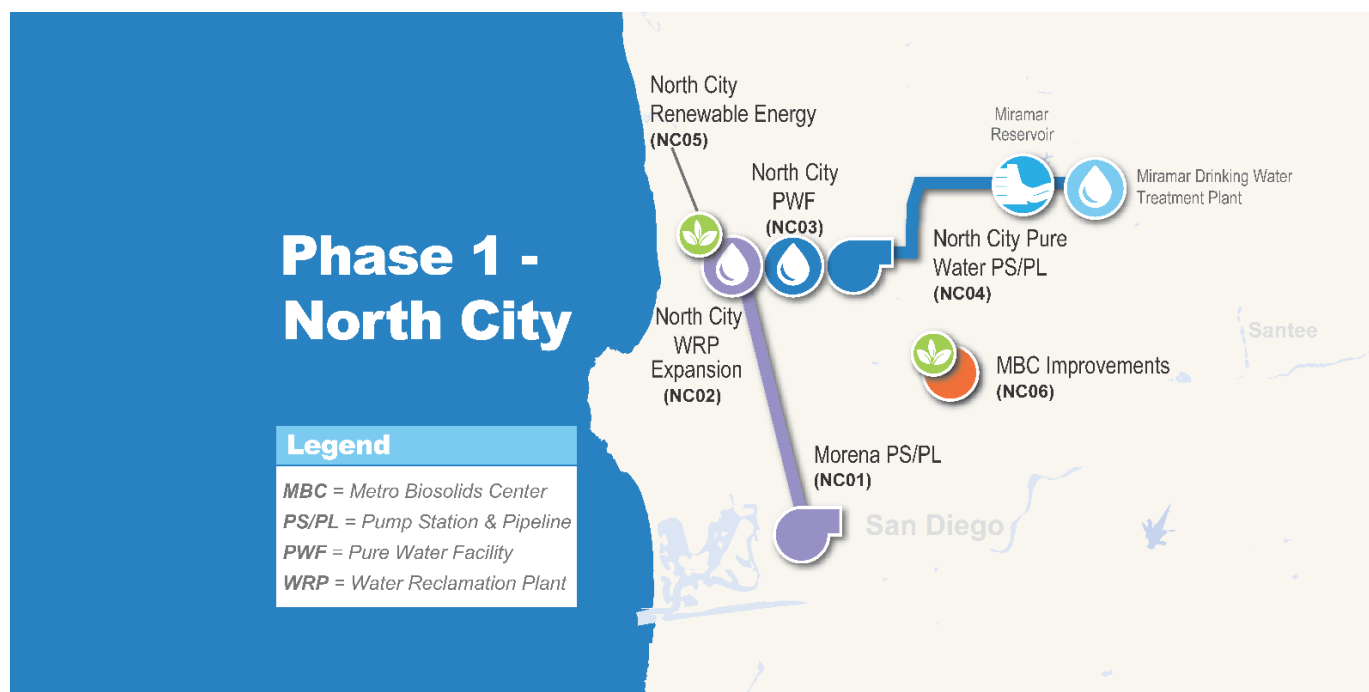 Phase 1 -
North City
Legend
MBC = Metro Biosolids Center
PS/PL = Pump Station & Pipeline
PWF = Pure Water Facility
WRP = Water Reclamation Plant
North City
Renewable Energy
(NC05)
North City
PWF
(NC03)
Miramar
Reservoir
Miramar Drinking Water
Treatment Plant
North City Pure
Water PS/PL
(NC04)
North City
WRP
Expansion
(NC02)
Santee
MBC Improvements
(NC06)
Morena PS/PL
(NC01)
San Diego